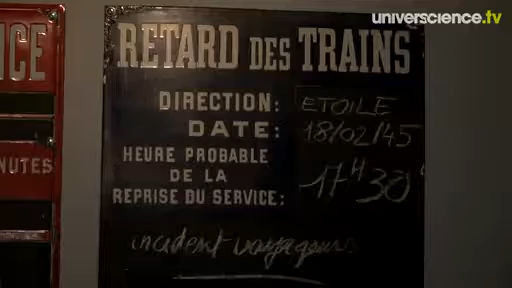 universcience.tv
ICE
NUTES
RETARD DES TRAINS
DIRECTION: ETOILE
DATE: 18/02/45
HEURE PROBABLE
DE LA
REPRISE DU SERVICE: 17H30
incident voyageurs